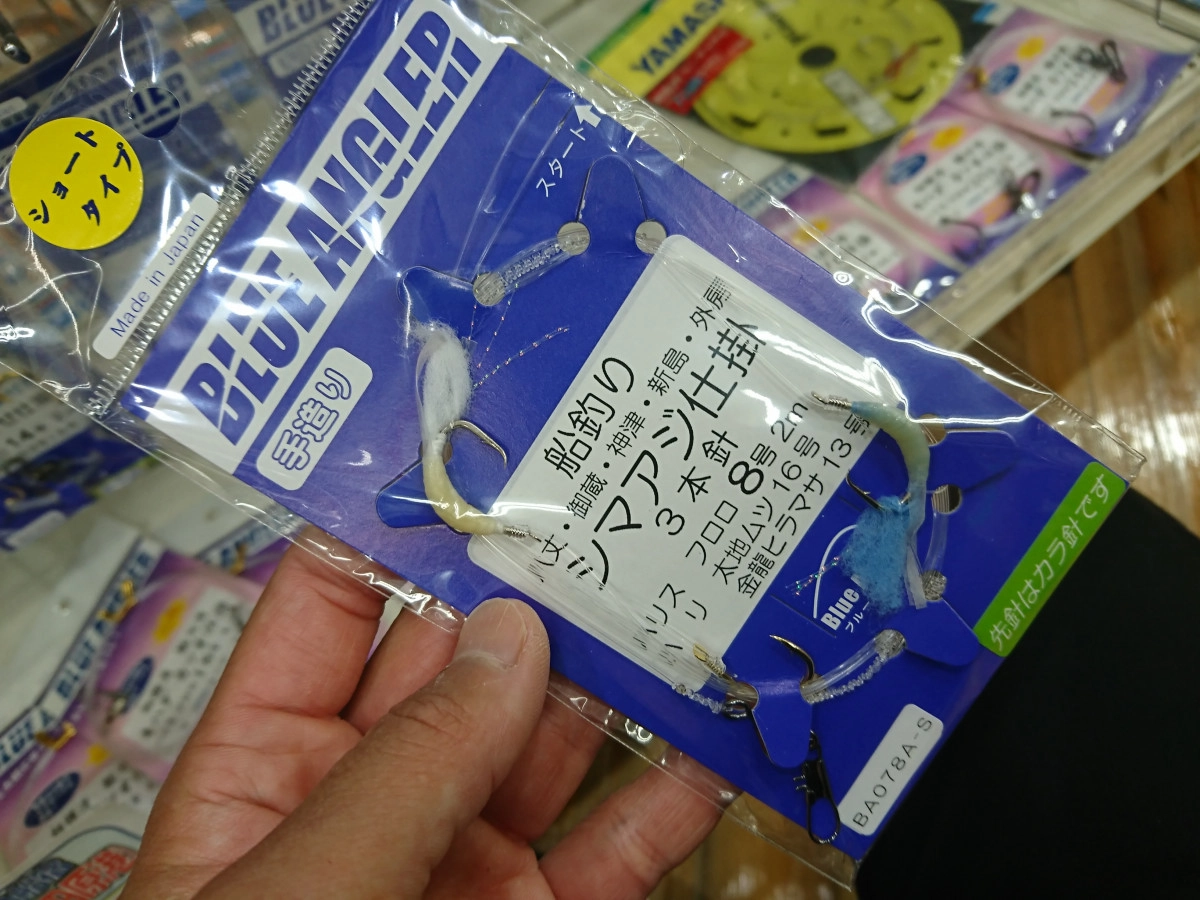 ショート
タイプ
Made in Japan
BLUE ANGLER
手造り
スタート
船釣り
丈・御蔵・神津・新島・外房
シマアジ仕掛
3本針
ハリス フロロ8号2m
ハリ 太地ムツ16号
金龍ヒラマサ13号
Blue
ブルー
先針はカラ針です
BA078A-S
YAMASH
BLUE